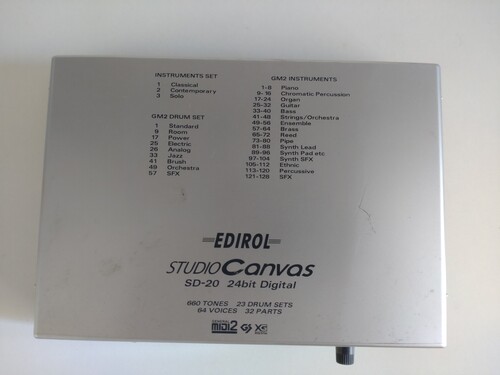 INSTRUMENTS SET
1 Classical
2 Contemporary
3 Solo
GM2 DRUM SET
1 Standard
9 Room
17 Power
25 Electric
26 Analog
33 Jazz
41 Brush
49 Orchestra
57 SFX
GM2 INSTRUMENTS
1-8 Piano
9-16 Chromatic Percussion
17-24 Organ
25-32 Guitar
33-40 Bass
41-48 Strings/Orchestra
49-56 Ensemble
57-64 Brass
65-72 Reed
73-80 Pipe
81-88 Synth Lead
89-96 Synth Pad etc
97-104 Synth SFX
105-112 Ethnic
113-120 Percussive
121-128 SFX
EDIROL
STUDIO Canvas
SD-20 24bit Digital
660 TONES 23 DRUM SETS
64 VOICES 32 PARTS
GENERAL MIDI2 GS XG